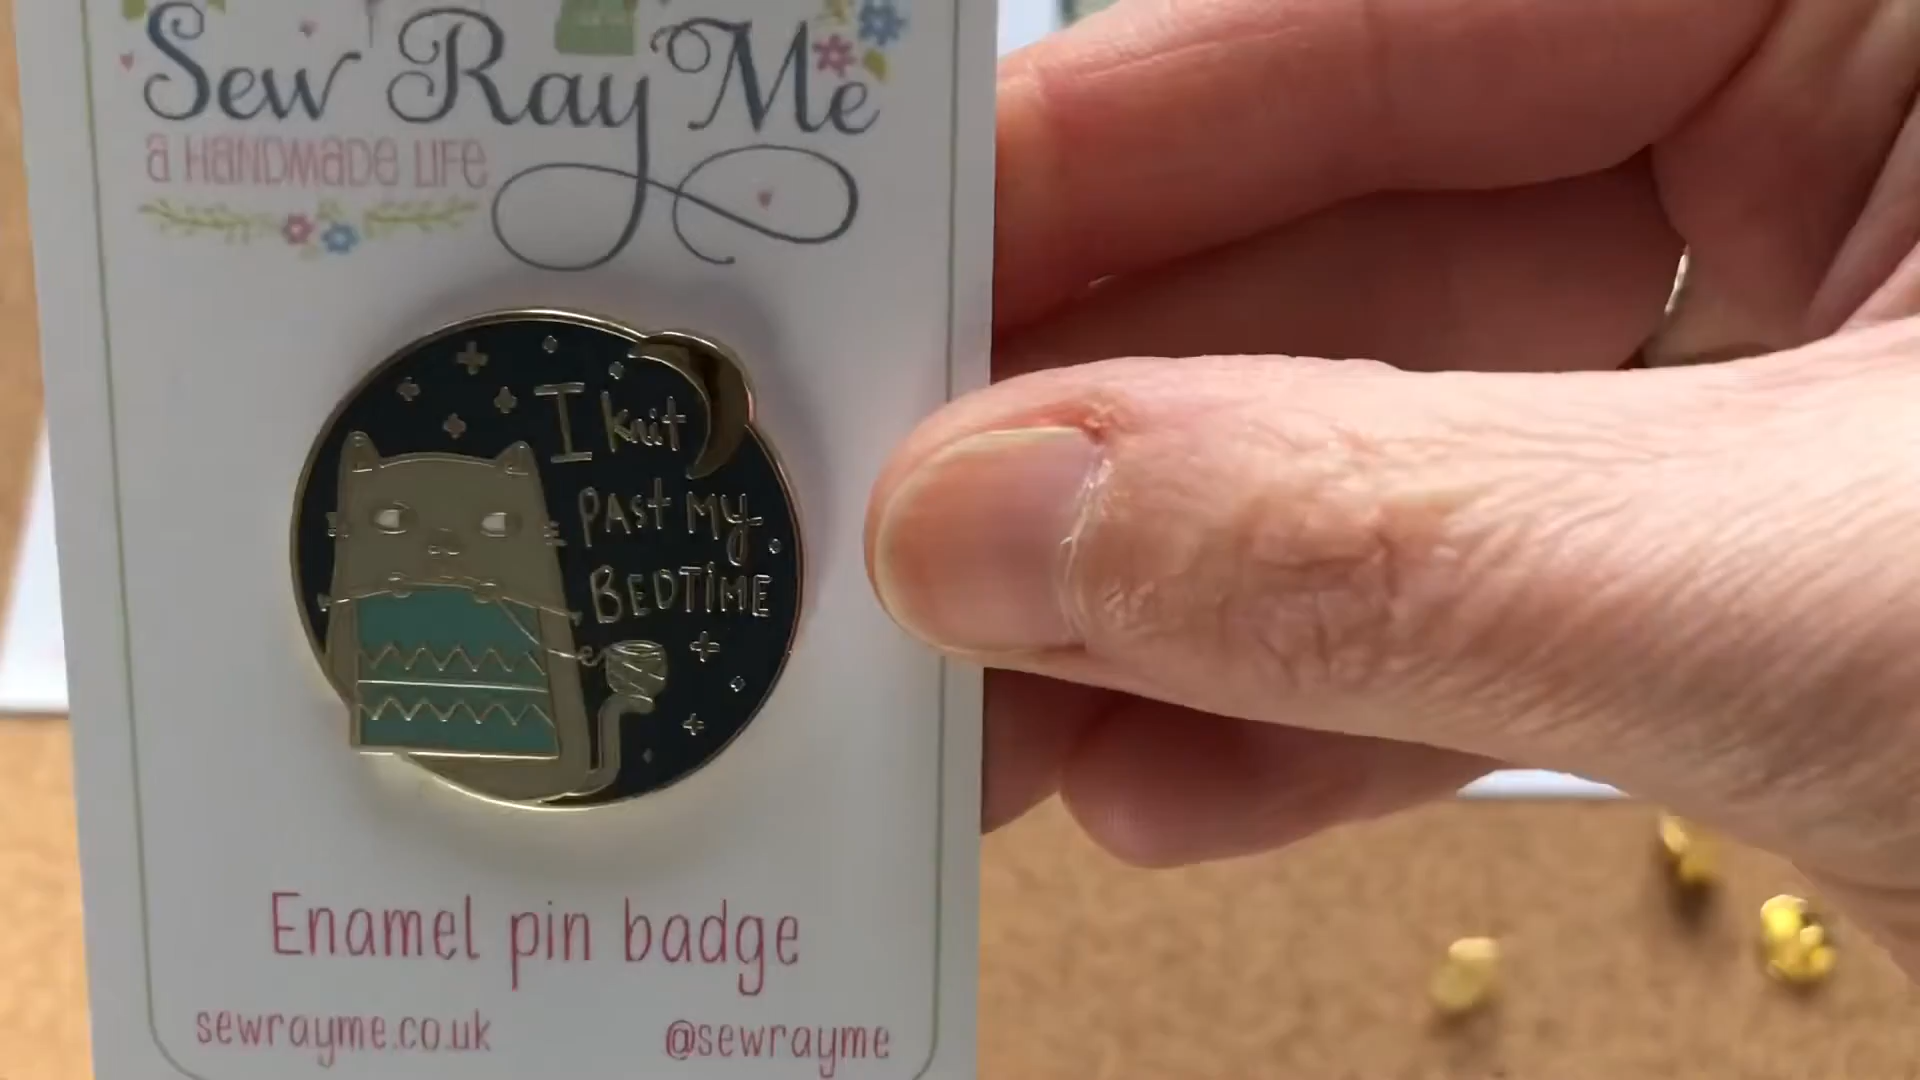 Sew Ray Me
a HANDMADE LIFE
I knit
PAST MY
BEDTIME
Enamel pin badge
sewrayme.co.uk @sewrayme